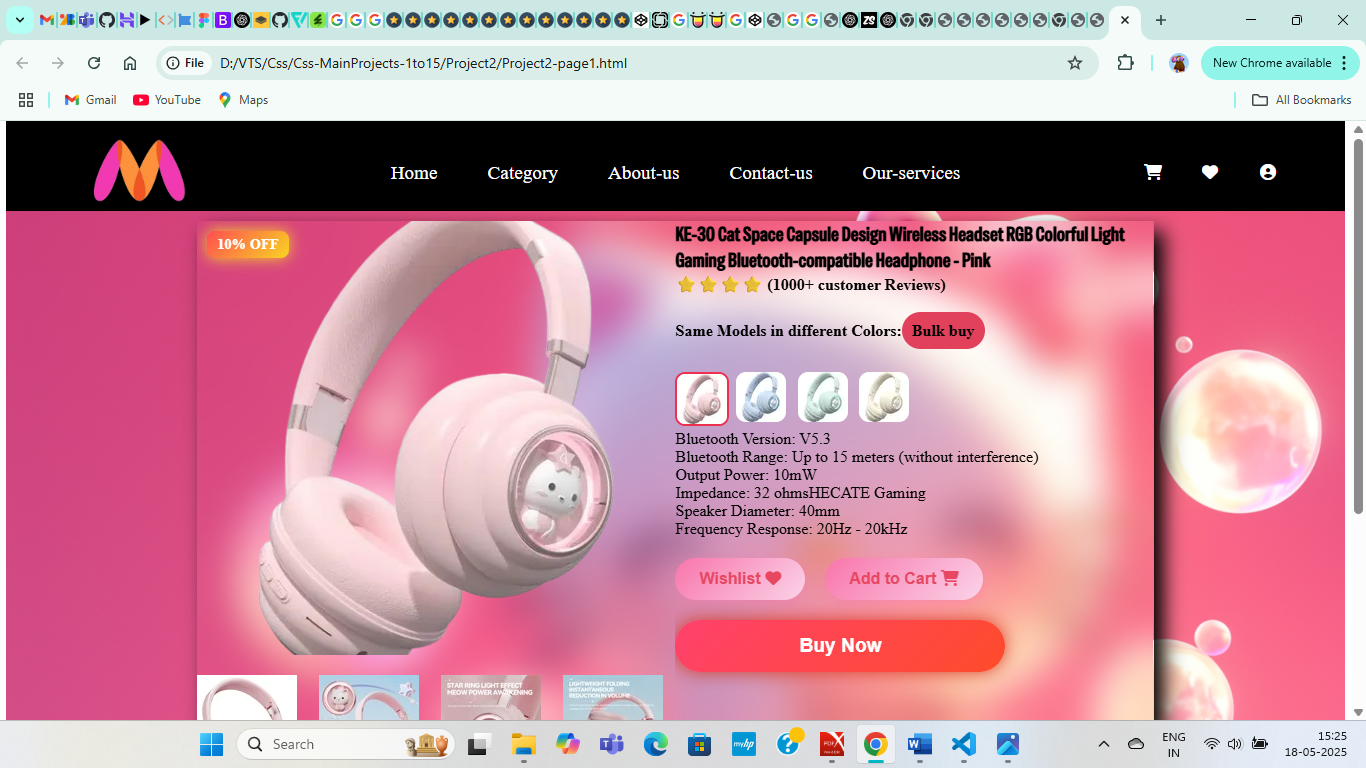 File
D:/VTS/Css/Css-MainProjects-1to15/Project2/Project2-page1.html
New Chrome available
Gmail
YouTube
Maps
All Bookmarks
Home
Category
About-us
Contact-us
Our-services
10% OFF
KE-30 Cat Space Capsule Design Wireless Headset RGB Colorful Light
Gaming Bluetooth-compatible Headphone - Pink
(1000+ customer Reviews)
Same Models in different Colors:
Bulk buy
Bluetooth Version: V5.3
Bluetooth Range: Up to 15 meters (without interference)
Output Power: 10mW
Impedance: 32 ohmsHECATE Gaming
Speaker Diameter: 40mm
Frequency Response: 20Hz - 20kHz
Wishlist
Add to Cart
Buy Now
STAR RING LIGHT EFFECT
MEOW POWER AWAKENING
LIGHTWEIGHT FOLDING
INSTANTANEOUS
REDUCTION IN VOLUME
Search
ENG
IN
15:25
18-05-2025